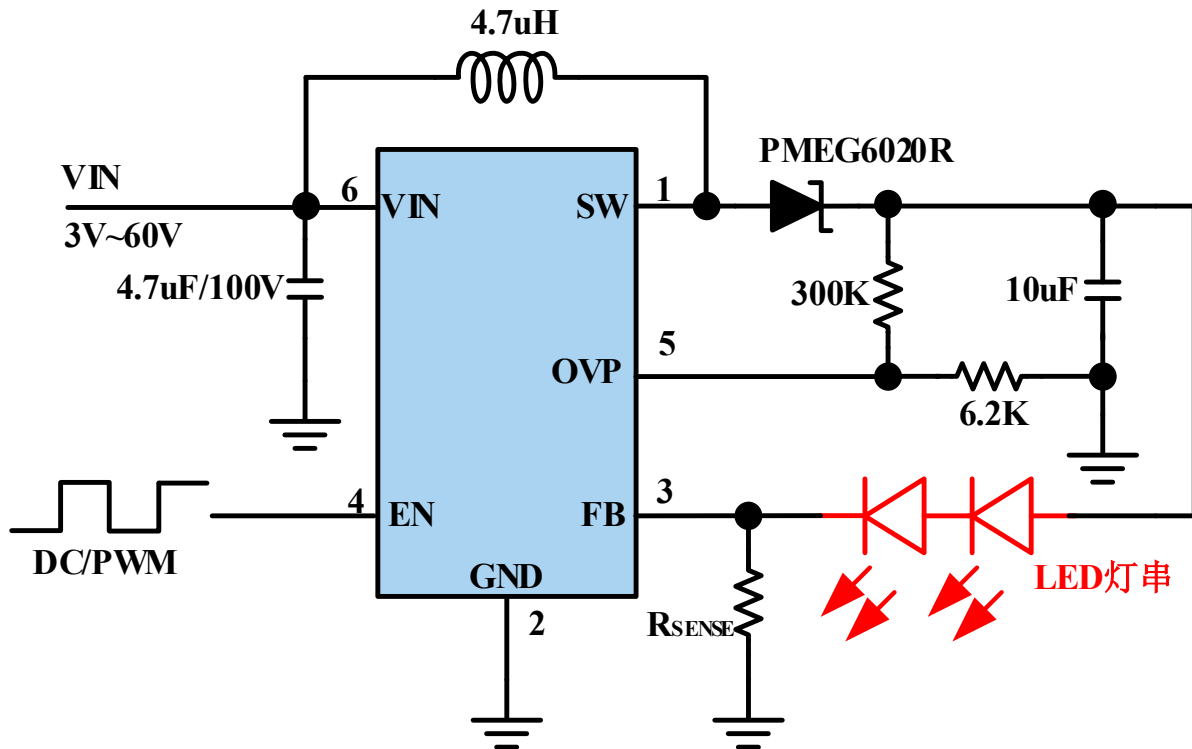 4.7uH
PMEG6020R
VIN
3V~60V
6
VIN
SW
1
4.7uF/100V
300K
10uF
5
OVP
6.2K
4
EN
FB
3
DC/PWM
GND
2
RSENSE
LED灯串